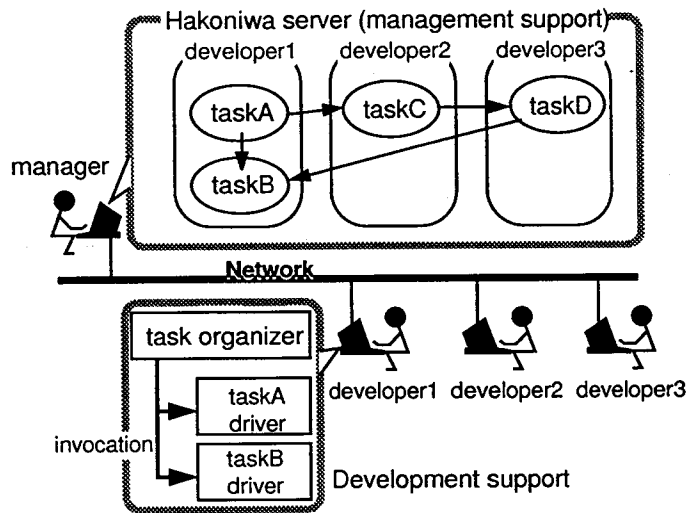 Hakoniwa server (management support)
developer1
developer2
developer3
taskA
taskC
taskD
taskB
manager
Network
task organizer
taskA
driver
invocation
taskB
driver
developer1
developer2
developer3
Development support